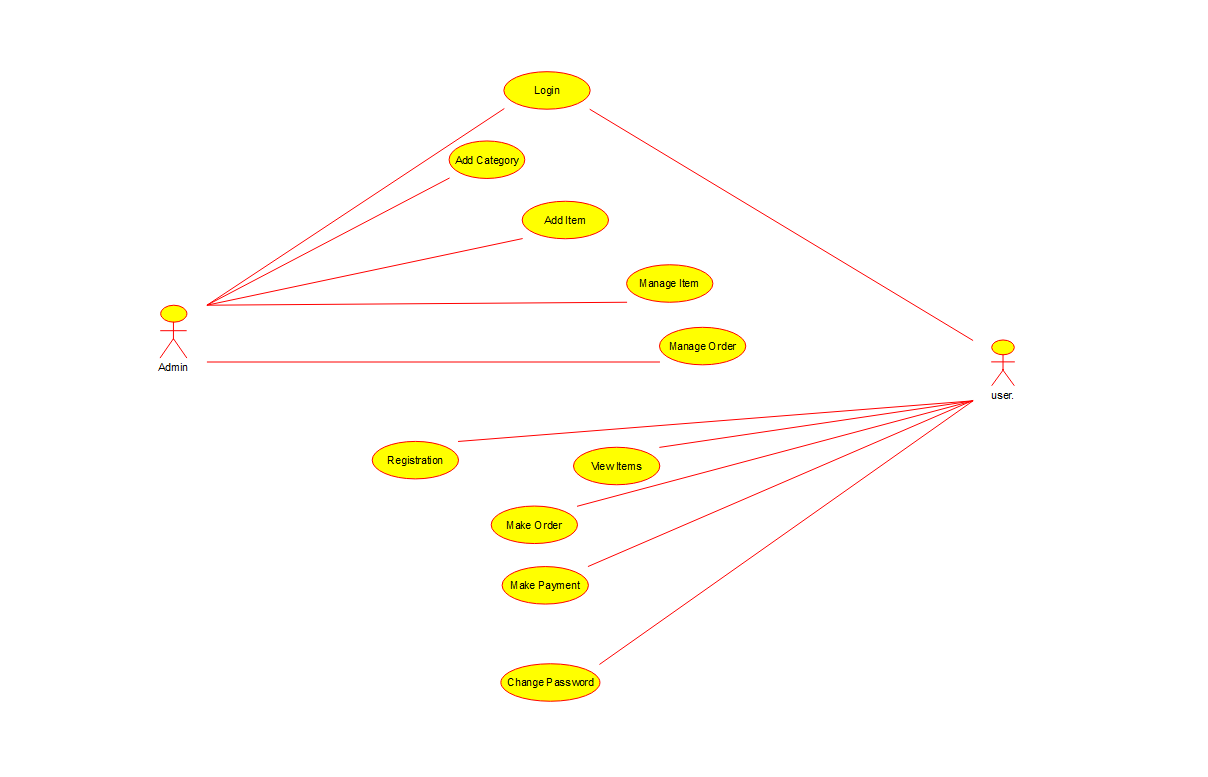 Login
Add Category
Add Item
Manage Item
Manage Order
Admin
user.
Registration
View Items
Make Order
Make Payment
Change Password